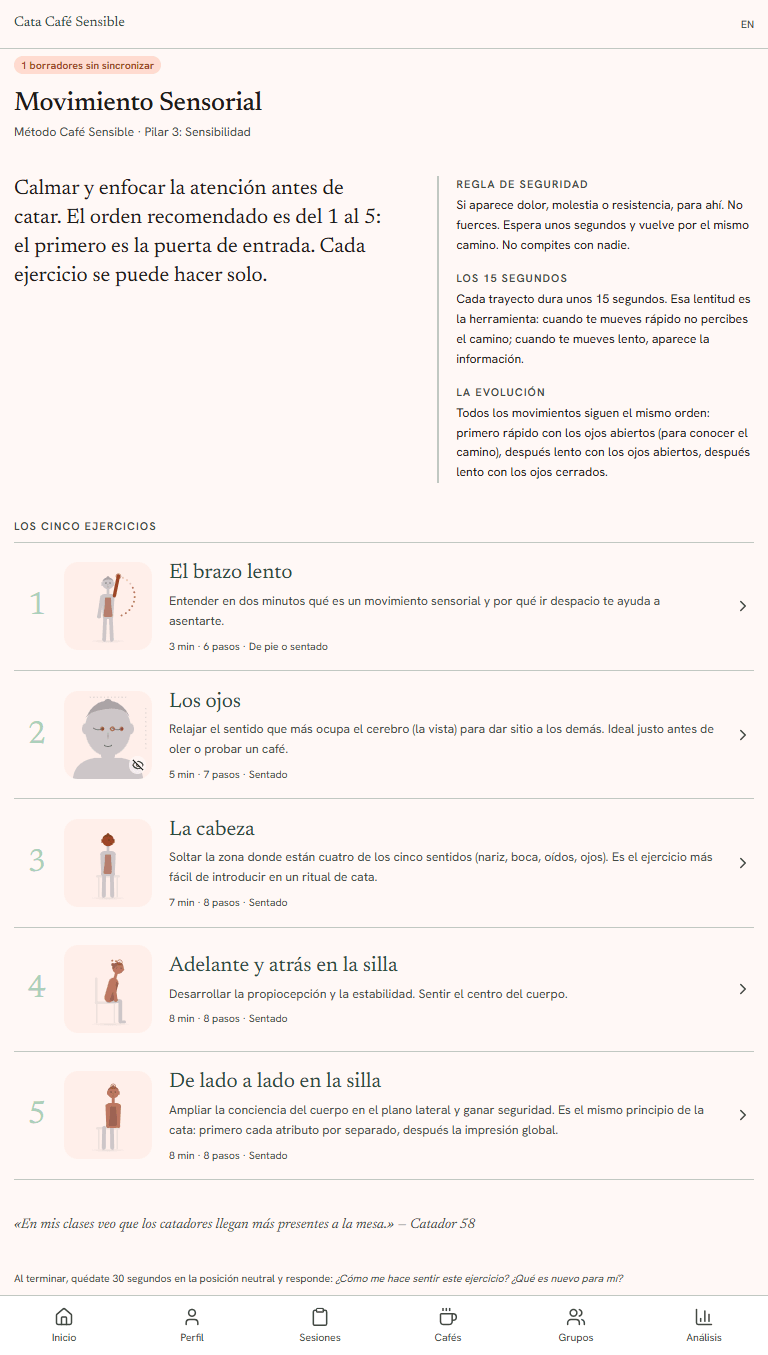 Cata Café Sensible
EN
1 borradores sin sincronizar
Movimiento Sensorial
Método Café Sensible · Pilar 3: Sensibilidad
Calmar y enfocar la atención antes de
catar. El orden recomendado es del 1 al 5:
el primero es la puerta de entrada. Cada
ejercicio se puede hacer solo.
REGLA DE SEGURIDAD
Si aparece dolor, molestia o resistencia, para ahí. No
fuerces. Espera unos segundos y vuelve por el mismo
camino. No compites con nadie.
LOS 15 SEGUNDOS
Cada trayecto dura unos 15 segundos. Esa lentitud es
la herramienta: cuando te mueves rápido no percibes
el camino; cuando te mueves lento, aparece la
información.
LA EVOLUCIÓN
Todos los movimientos siguen el mismo orden:
primero rápido con los ojos abiertos (para conocer el
camino), después lento con los ojos abiertos, después
lento con los ojos cerrados.
LOS CINCO EJERCICIOS
1
El brazo lento
Entender en dos minutos qué es un movimiento sensorial y por qué ir despacio te ayuda a
asentarte.
3 min · 6 pasos · De pie o sentado
2
Los ojos
Relajar el sentido que más ocupa el cerebro (la vista) para dar sitio a los demás. Ideal justo antes de
oler o probar un café.
5 min · 7 pasos · Sentado
3
La cabeza
Soltar la zona donde están cuatro de los cinco sentidos (nariz, boca, oídos, ojos). Es el ejercicio más
fácil de introducir en un ritual de cata.
7 min · 8 pasos · Sentado
4
Adelante y atrás en la silla
Desarrollar la propiocepción y la estabilidad. Sentir el centro del cuerpo.
8 min · 8 pasos · Sentado
5
De lado a lado en la silla
Ampliar la conciencia del cuerpo en el plano lateral y ganar seguridad. Es el mismo principio de la
cata: primero cada atributo por separado, después la impresión global.
8 min · 8 pasos · Sentado
«En mis clases veo que los catadores llegan más presentes a la mesa.» — Catador 58
Al terminar, quédate 30 segundos en la posición neutral y responde: ¿Cómo me hace sentir este ejercicio? ¿Qué es nuevo para mí?
Inicio
Perfil
Sesiones
Cafés
Grupos
Análisis